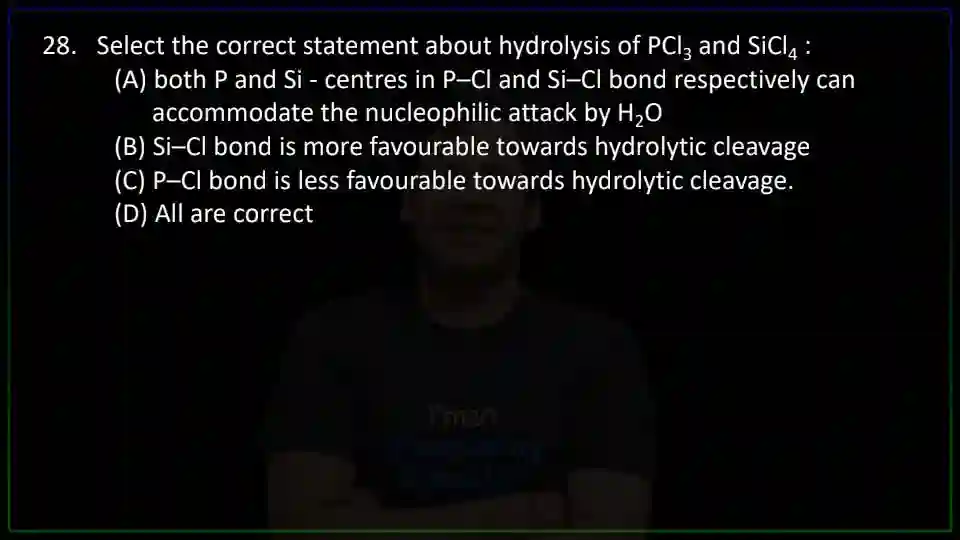 28. Select the correct statement about hydrolysis of PCl₃ and SiCl₄ :
(A) both P and Si - centres in P–Cl and Si–Cl bond respectively can
accommodate the nucleophilic attack by H₂O
(B) Si–Cl bond is more favourable towards hydrolytic cleavage
(C) P–Cl bond is less favourable towards hydrolytic cleavage.
(D) All are correct